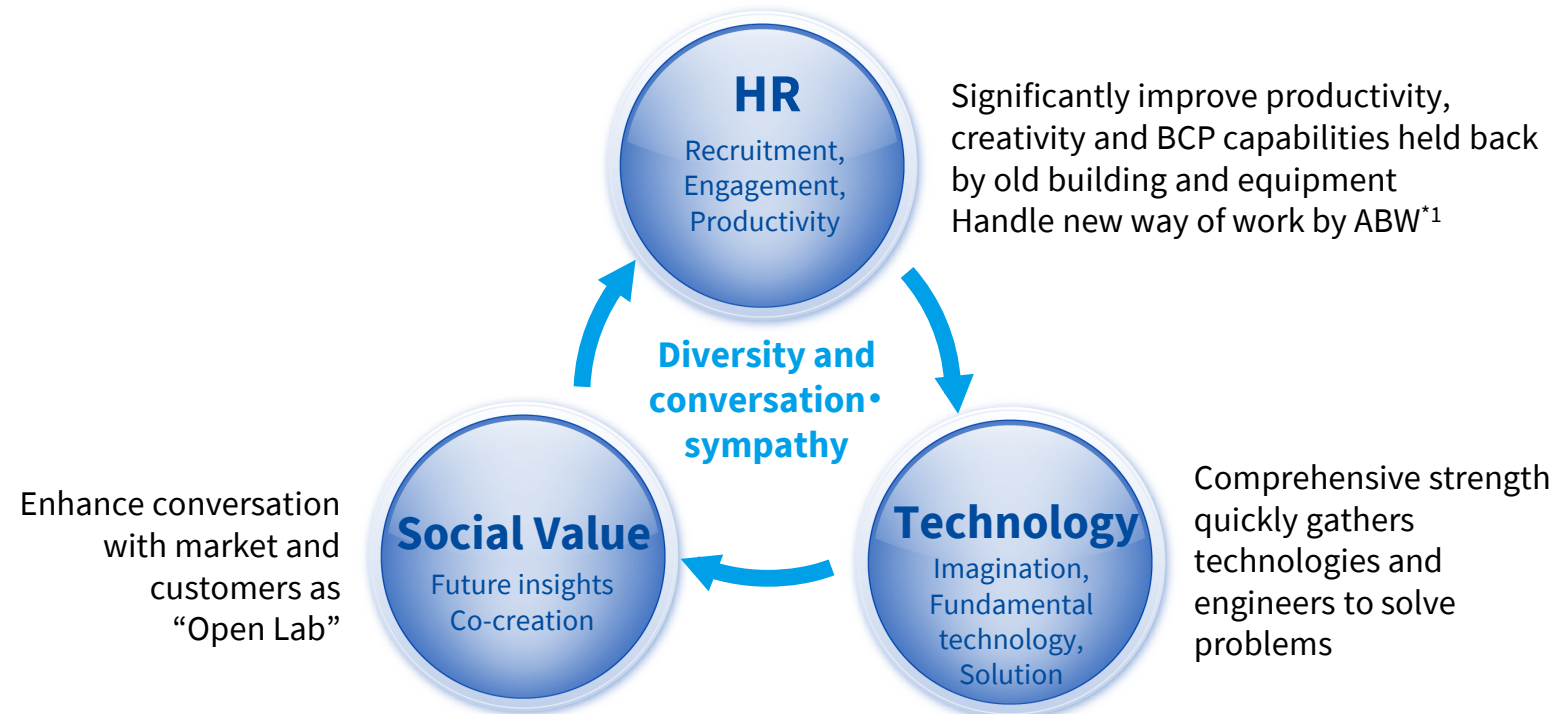 HR
Recruitment,
Engagement,
Productivity
Significantly improve productivity,
creativity and BCP capabilities held back
by old building and equipment
Handle new way of work by ABW*1
Diversity and
conversation・
sympathy
Enhance conversation
with market and
customers as
“Open Lab”
Social Value
Future insights
Co-creation
Technology
Imagination,
Fundamental
technology,
Solution
Comprehensive strength
quickly gathers
technologies and
engineers to solve
problems